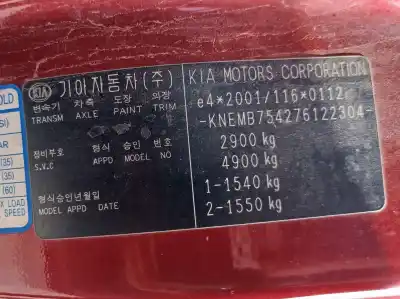 KIA 기아자동차(주) KIA MOTORS CORPORATION
변속기 차축 도장 의장
TRANSM AXLE PAINT TRIM
e4*2001/116*0112
-KNEMB754276122304-
정비부호 형식 승인 번호
S.V.C APPD MODEL NO
2900 kg
4900 kg
1-1540 kg
2-1550 kg
형식승인년월일
MODEL APPD DATE
OLD
SI)
(35)
(35)
(60)
LOAD
SPEED